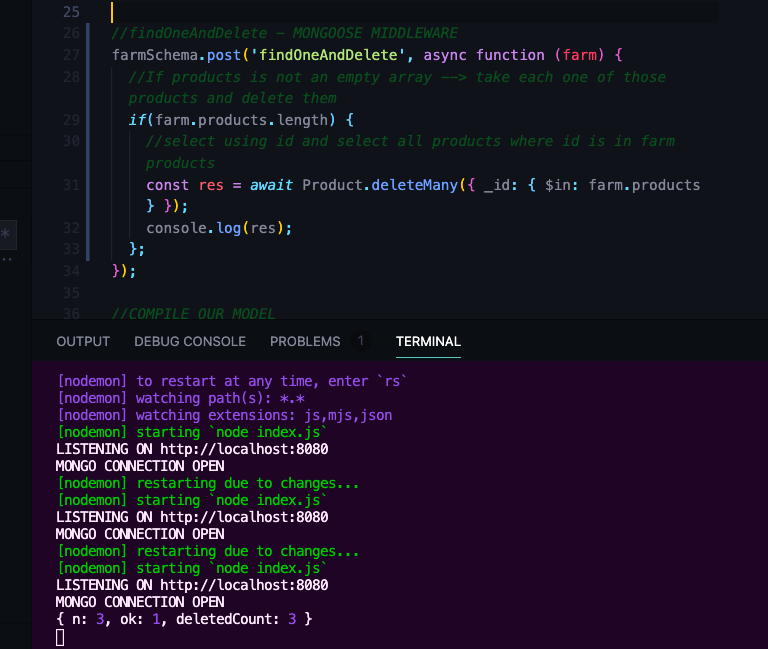 25
26 //findOneAndDelete - MONGOOSE MIDDLEWARE
27 farmSchema.post('findOneAndDelete', async function (farm) {
28 //If products is not an empty array --> take each one of those
products and delete them
29 if(farm.products.length) {
30 //select using id and select all products where id is in farm
products
31 const res = await Product.deleteMany({ _id: { $in: farm.products
} });
32 console.log(res);
33 };
34 });
35
36 //COMPILE OUR MODEL
*
..
OUTPUT DEBUG CONSOLE PROBLEMS 1 TERMINAL
[nodemon] to restart at any time, enter `rs`
[nodemon] watching path(s): *.*
[nodemon] watching extensions: js,mjs,json
[nodemon] starting `node index.js`
LISTENING ON http://localhost:8080
MONGO CONNECTION OPEN
[nodemon] restarting due to changes...
[nodemon] starting `node index.js`
LISTENING ON http://localhost:8080
MONGO CONNECTION OPEN
[nodemon] restarting due to changes...
[nodemon] starting `node index.js`
LISTENING ON http://localhost:8080
MONGO CONNECTION OPEN
{ n: 3, ok: 1, deletedCount: 3 }